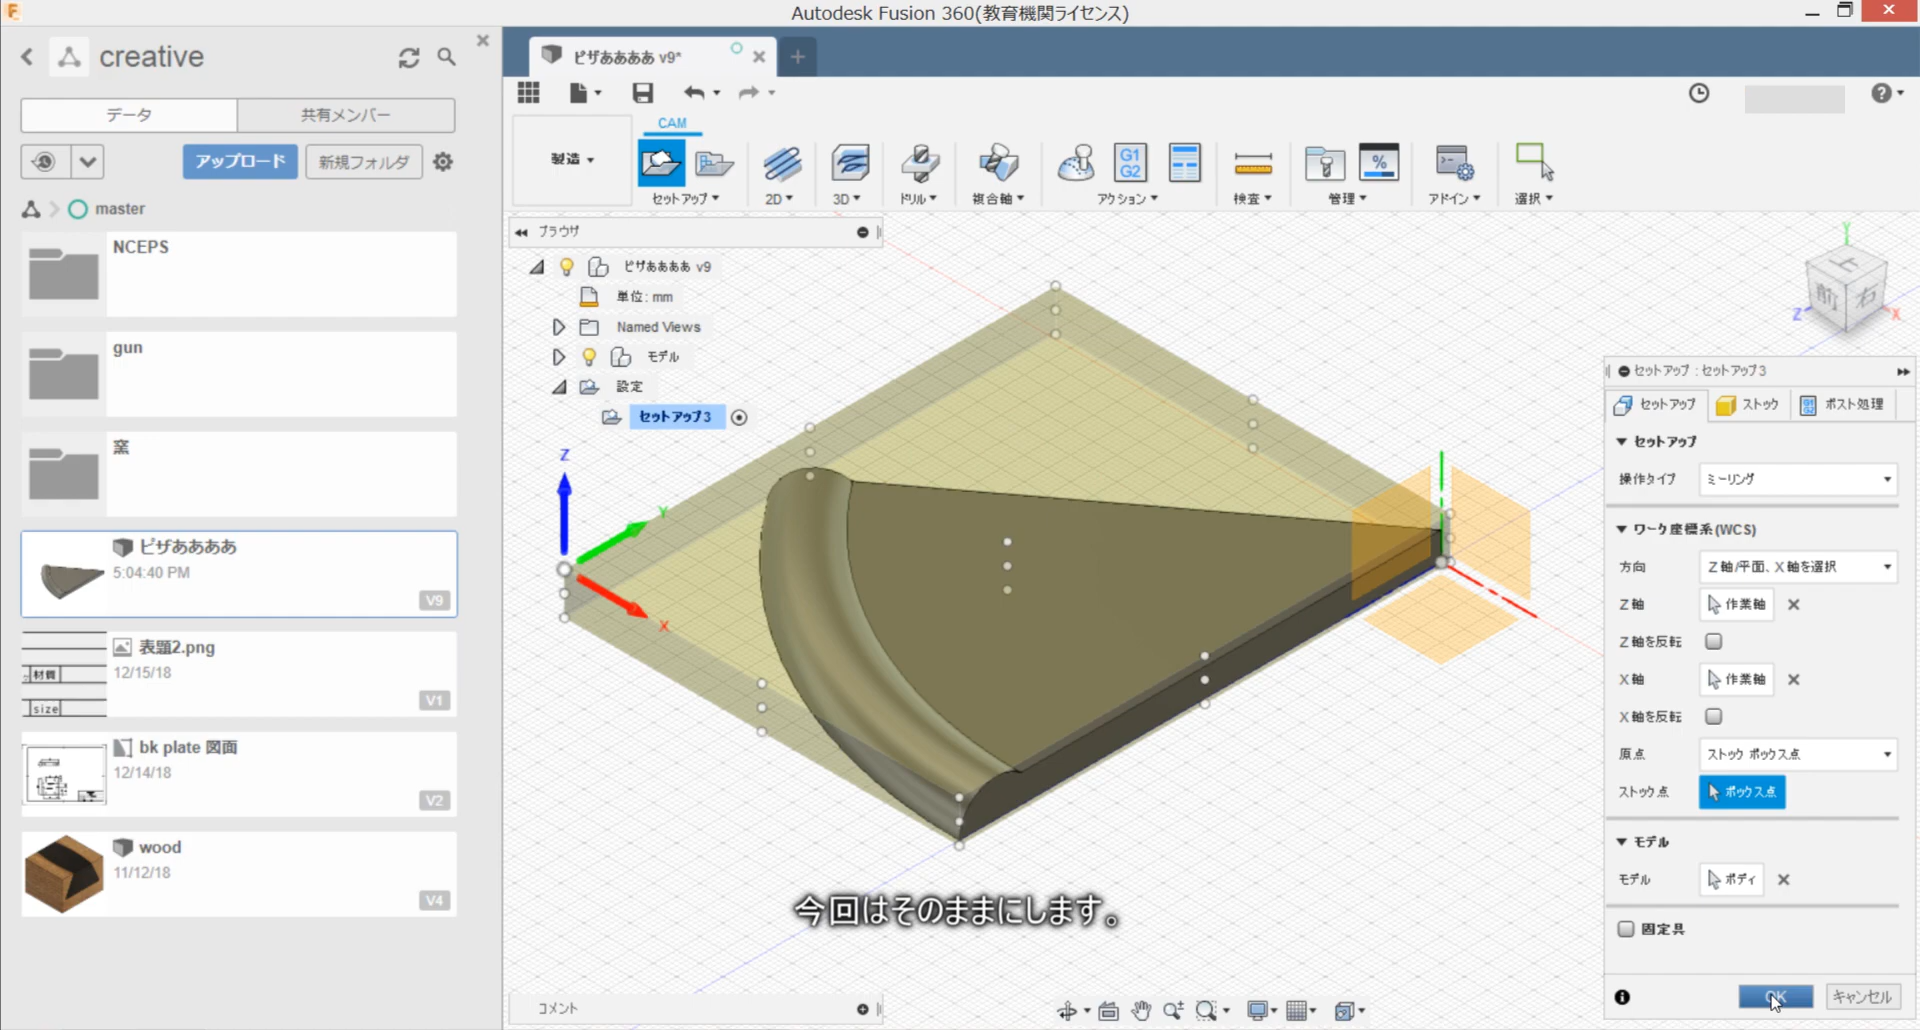 Autodesk Fusion 360(教育機関ライセンス)
creative
データ
共有メンバー
アップロード
新規フォルダ
master
NCEPS
gun
窯
ピザああああ
5:04:40 PM
V9
表題2.png
12/15/18
V1
材質
size
bk plate 図面
12/14/18
V2
wood
11/12/18
V4
ピザああああ v9*
CAM
製造
G1
G2
%
セットアップ
2D
3D
ドリル
複合軸
アクション
検査
管理
アドイン
選択
ブラウザ
ピザああああ v9
単位: mm
Named Views
モデル
設定
セットアップ3
Z
Y
X
Y
上
前
右
Z
X
セットアップ : セットアップ3
セットアップ
ストック
ポスト処理
セットアップ
操作タイプ
ミーリング
ワーク座標系(WCS)
方向
Z 軸/平面、X 軸を選択
Z 軸
作業軸
Z 軸を反転
X 軸
作業軸
X 軸を反転
原点
ストック ボックス点
ストック点
ボックス点
モデル
モデル
ボディ
固定具
OK
キャンセル
今回はそのままにします。
コメント